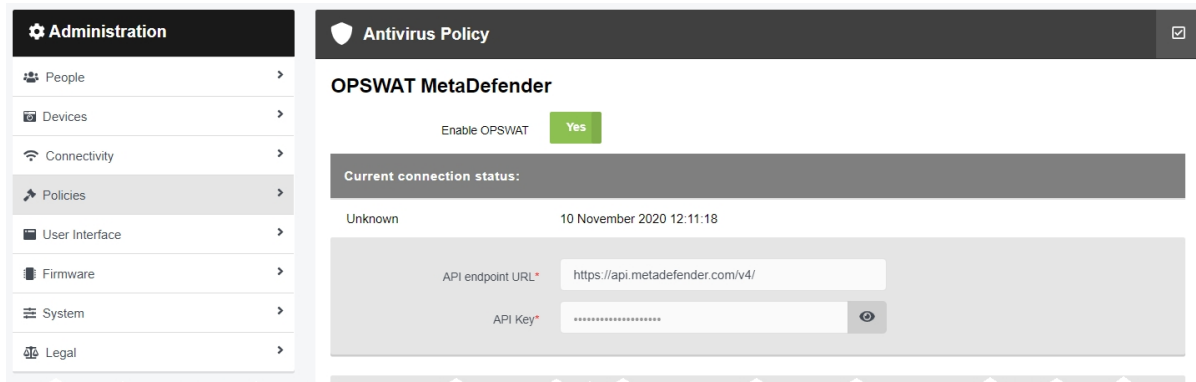 Administration
People
Devices
Connectivity
Policies
User Interface
Firmware
System
Legal
Antivirus Policy
OPSWAT MetaDefender
Enable OPSWAT Yes
Current connection status:
Unknown 10 November 2020 12:11:18
API endpoint URL* https://api.metadefender.com/v4/
API Key* ••••••••••••••••••••